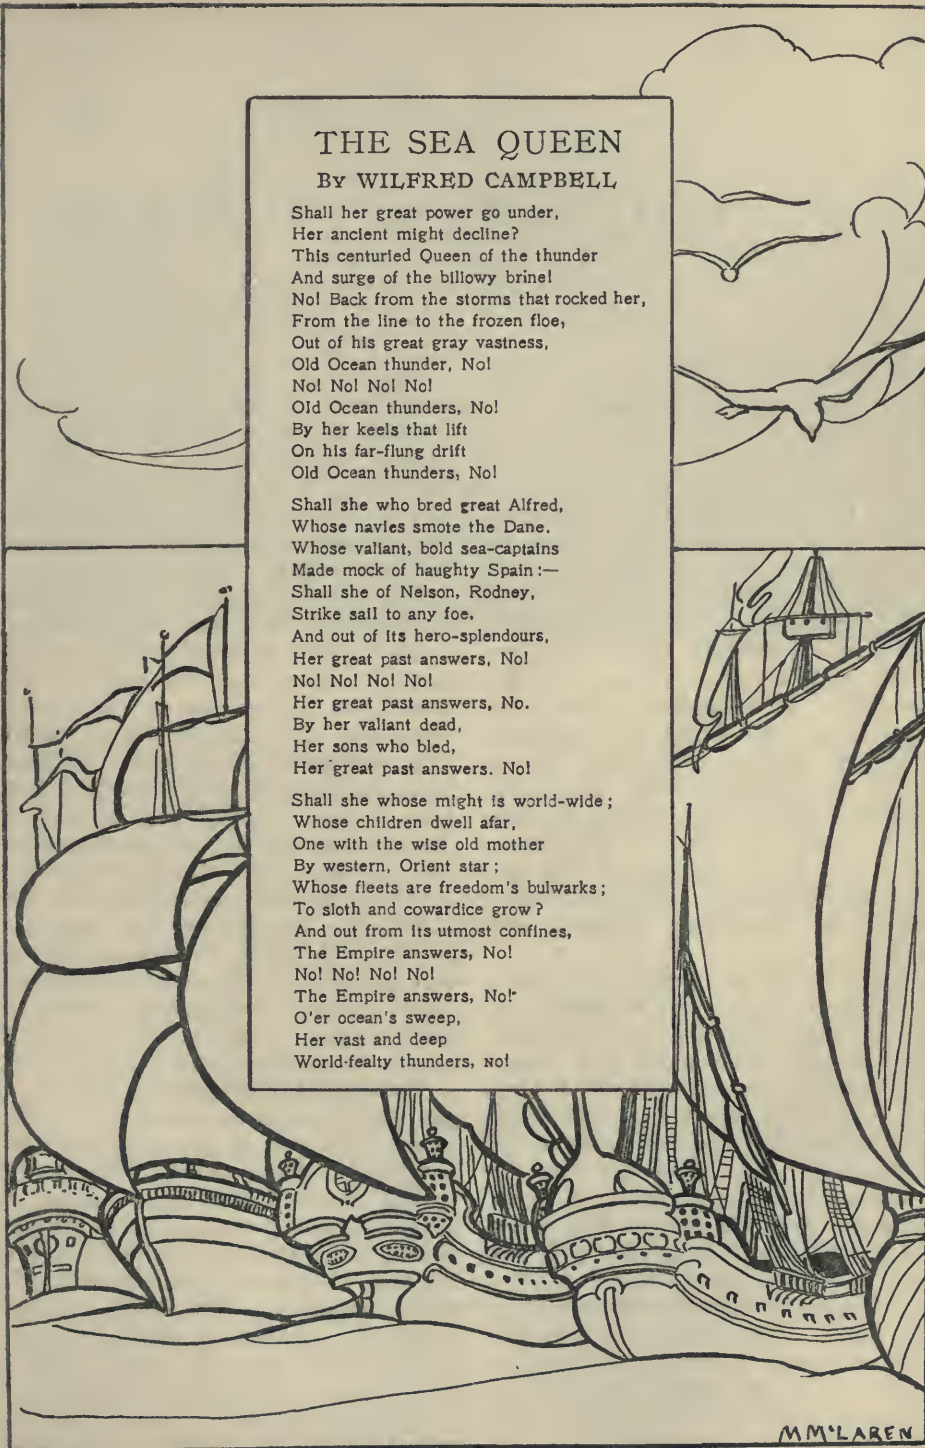 THE SEA QUEEN
BY WILFRED CAMPBELL
Shall her great power go under,
Her ancient might decline?
This centuried Queen of the thunder
And surge of the billowy brine!
No! Back from the storms that rocked her,
From the line to the frozen floe,
Out of his great gray vastness,
Old Ocean thunder, No!
No! No! No! No!
Old Ocean thunders, No!
By her keels that lift
On his far-flung drift
Old Ocean thunders, No!
Shall she who bred great Alfred,
Whose navies smote the Dane.
Whose valiant, bold sea-captains
Made mock of haughty Spain:—
Shall she of Nelson, Rodney,
Strike sail to any foe.
And out of its hero-splendours,
Her great past answers, No!
No! No! No! No!
Her great past answers, No.
By her valiant dead,
Her sons who bled,
Her great past answers. No!
Shall she whose might is world-wide;
Whose children dwell afar,
One with the wise old mother
By western, Orient star;
Whose fleets are freedom's bulwarks;
To sloth and cowardice grow?
And out from its utmost confines,
The Empire answers, No!
No! No! No! No!
The Empire answers, No!
O'er ocean's sweep,
Her vast and deep
World-fealty thunders, NO!
M M'LAREN